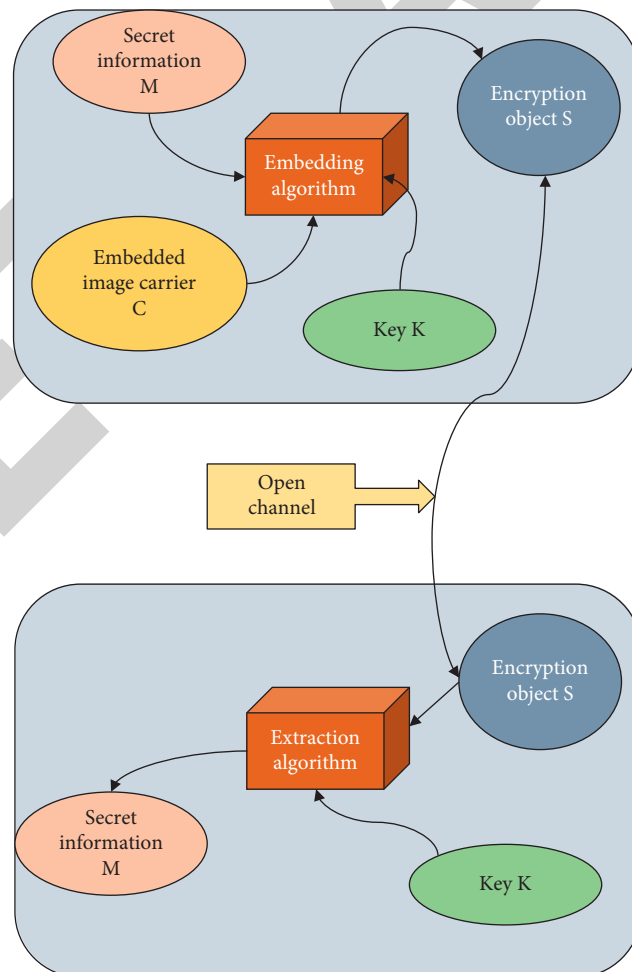 Secret
information
M
Encryption
object S
Embedding
algorithm
Embedded
image carrier
C
Key K
Open
channel
Encryption
object S
Extraction
algorithm
Secret
information
M
Key K